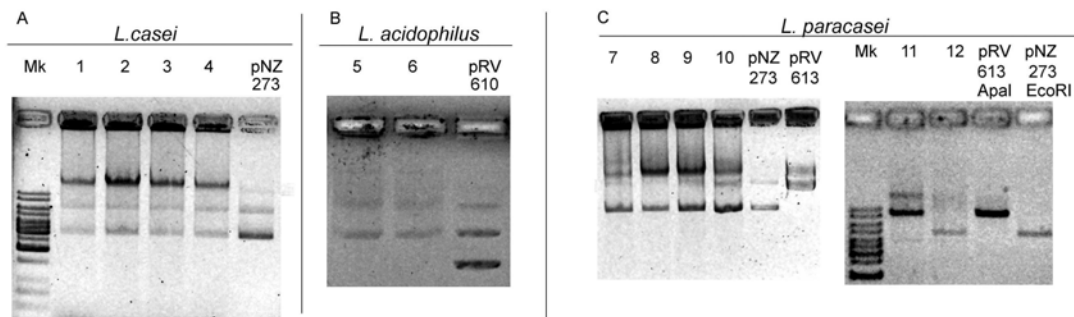 A
L.casei
Mk 1 2 3 4 pNZ
273
B
L. acidophilus
5 6 pRV
610
C
L. paracasei
7 8 9 10 pNZ pRV
273 613
Mk 11 12 pRV pNZ
613 273
ApaI EcoRI